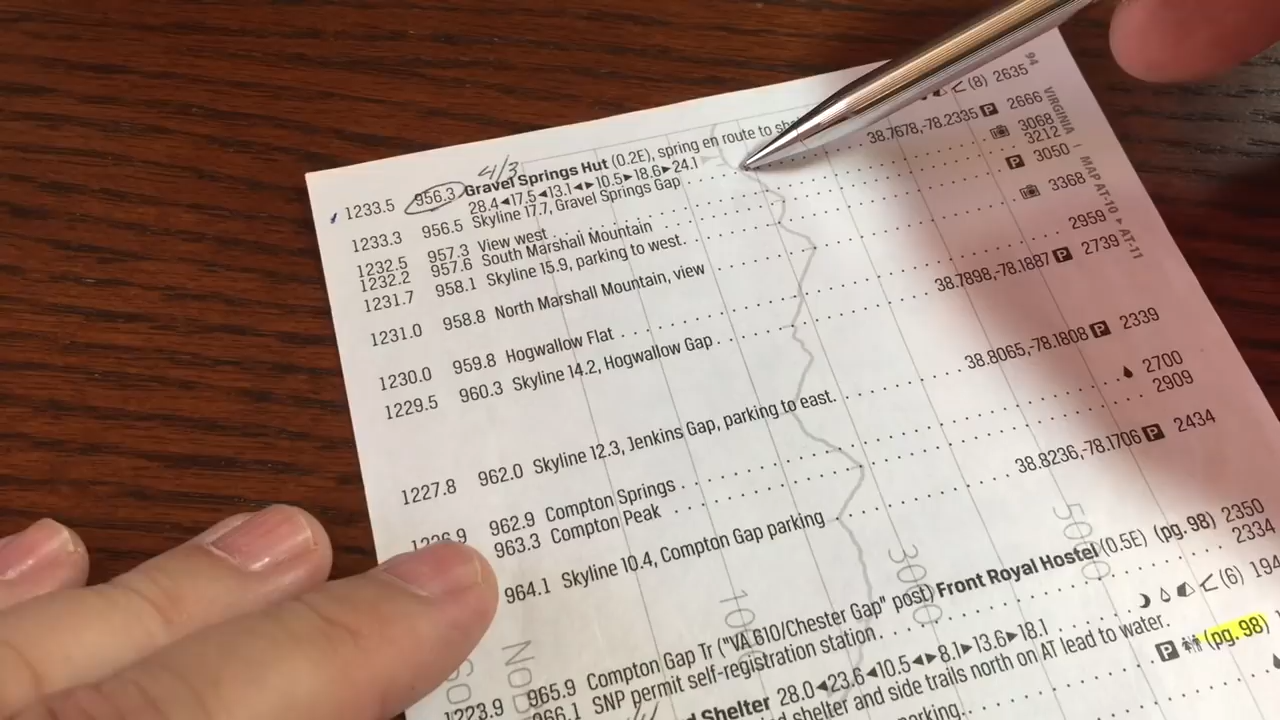 94 VIRGINIA MAP AT-10 ▸ AT-11
4/3
1233.5 956.3 Gravel Springs Hut (0.2E), spring en route to (8) 2635
28.4◄17.5◄13.1◄►10.5►18.6►24.1
1233.3 956.5 Skyline 17.7, Gravel Springs Gap 38.7678,-78.2335 P 2666
1232.5 957.3 View west 3068
1232.2 957.6 South Marshall Mountain 3212
1231.7 958.1 Skyline 15.9, parking to west P 3050
1231.0 958.8 North Marshall Mountain, view 3368
1230.0 959.8 Hogwallow Flat 2959
1229.5 960.3 Skyline 14.2, Hogwallow Gap 38.7898,-78.1887 P 2739
1227.8 962.0 Skyline 12.3, Jenkins Gap, parking to east. 38.8065,-78.1808 P 2339
962.9 Compton Springs 2700
963.3 Compton Peak 2909
964.1 Skyline 10.4, Compton Gap parking 38.8236,-78.1706 P 2434
3000 5000
965.9 Compton Gap Tr ("VA 610/Chester Gap" post) Front Royal Hostel (0.5E) (pg. 98) 2350
1223.9 966.1 SNP permit self-registration station 2334
Shelter 28.0◄23.6◄10.5◄►8.1►13.6►18.1 (6)
shelter and side trails north on AT lead to water.
P (pg. 98)